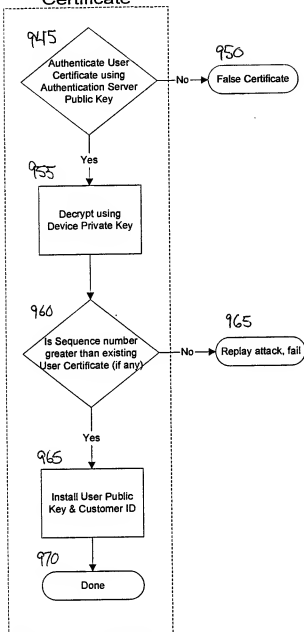 Certificate
945
Authenticate User
Certificate using
Authentication Server
Public Key
No
950
False Certificate
Yes
955
Decrypt using
Device Private Key
960
Is Sequence number
greater than existing
User Certificate (if any)
No
965
Replay attack, fail
Yes
965
Install User Public
Key & Customer ID
970
Done